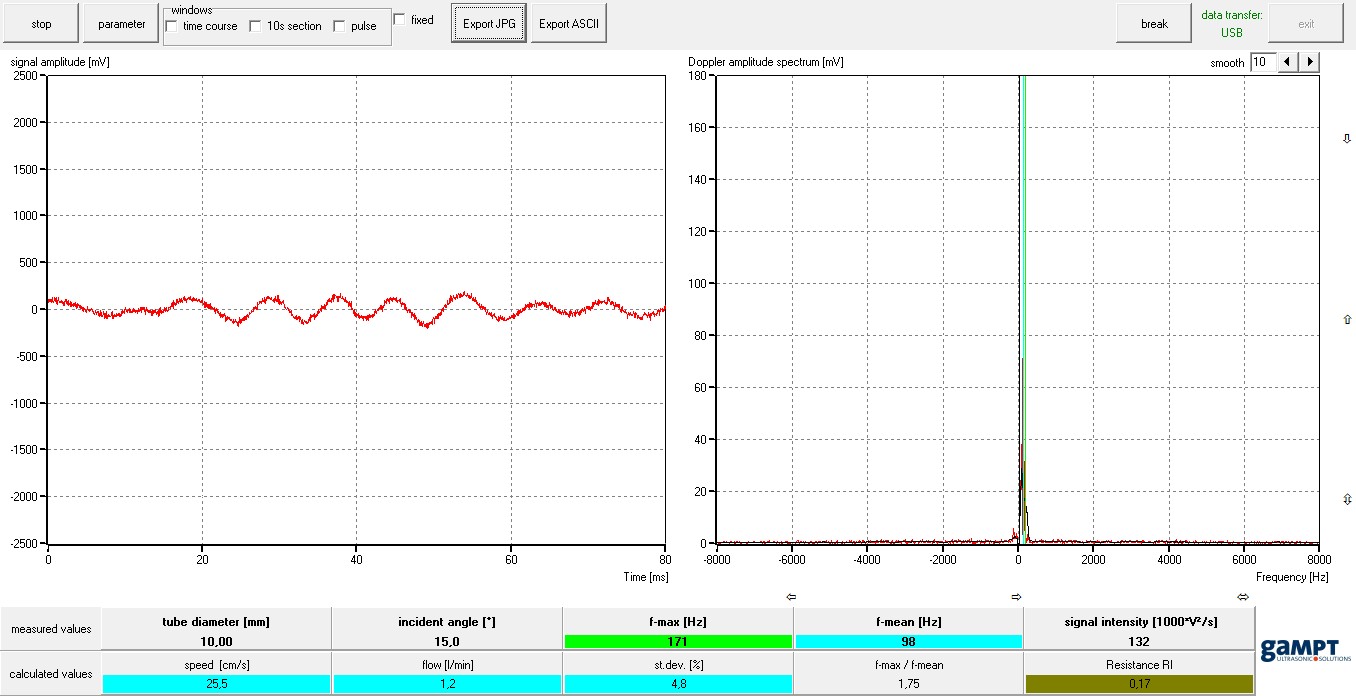 stop
parameter
windows
time course
10s section
pulse
fixed
Export JPG
Export ASCII
break
data transfer:
USB
exit
signal amplitude [mV]
2500
2000
1500
1000
500
0
-500
-1000
-1500
-2000
-2500
0 20 40 60 80
Time [ms]
Doppler amplitude spectrum [mV]
smooth 10
180
160
140
120
100
80
60
40
20
0
-8000 -6000 -4000 -2000 0 2000 4000 6000 8000
Frequency [Hz]
measured values
tube diameter [mm] incident angle [°] f-max [Hz] f-mean [Hz] signal intensity [1000*V²/s]
10,00 15,0 171 98 132
calculated values
speed [cm/s] flow [l/min] st.dev. [%] f-max / f-mean Resistance RI
25,5 1,2 4,8 1,75 0,17
gAMPT
ULTRASONIC SOLUTIONS